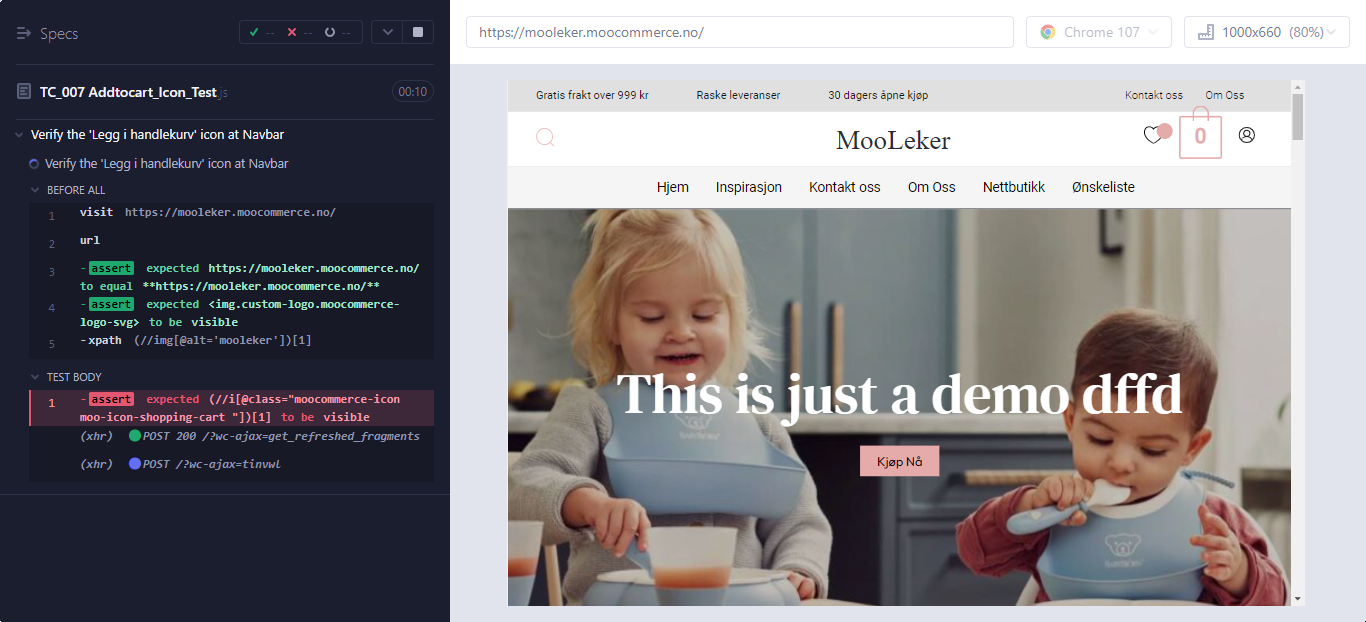 Specs
-- -- --
TC_007 Addtocart_Icon_Test.js
00:10
Verify the 'Legg i handlekurv' icon at Navbar
Verify the 'Legg i handlekurv' icon at Navbar
BEFORE ALL
1 visit https://mooleker.moocommerce.no/
2 url
3 -assert expected https://mooleker.moocommerce.no/
to equal **https://mooleker.moocommerce.no/**
4 -assert expected <img.custom-logo.moocommerce-
logo-svg> to be visible
5 -xpath (//img[@alt='mooleker'])[1]
TEST BODY
1 -assert expected (//i[@class="moocommerce-icon
moo-icon-shopping-cart "])[1] to be visible
(xhr) POST 200 /?wc-ajax=get_refreshed_fragments
(xhr) POST /?wc-ajax=tinvwl
https://mooleker.moocommerce.no/
Chrome 107
1000x660 (80%)
Gratis frakt over 999 kr
Raske leveranser
30 dagers åpne kjøp
Kontakt oss
Om Oss
MooLeker
0
Hjem
Inspirasjon
Kontakt oss
Om Oss
Nettbutikk
Ønskeliste
This is just a demo dffd
Kjøp Nå